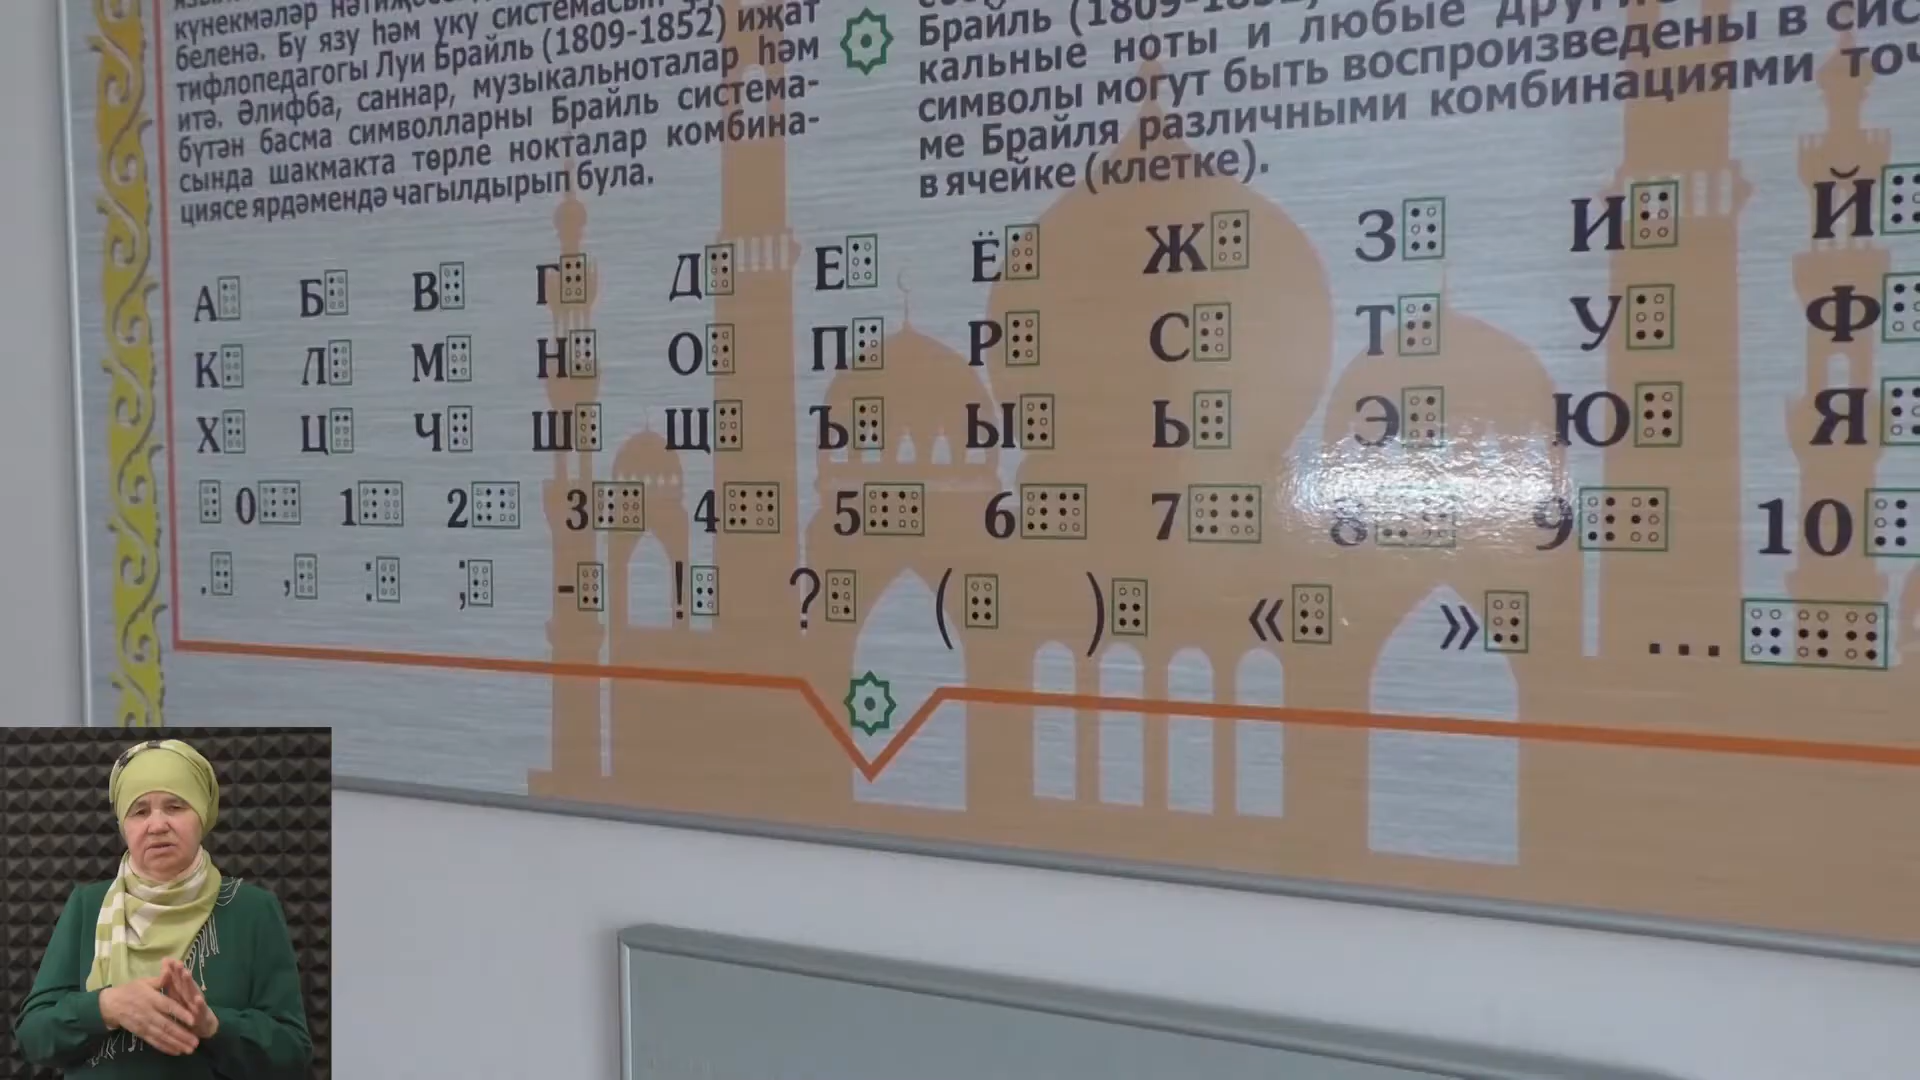 күнекмәләр
беленә. Бу язу һәм уку системасын
тифлопедагогы Луи Брайль (1809-1852) иҗат
итә. Әлифба, саннар, музыкальноталар һәм
бүтән басма символларны Брайль система-
сында шакмакта төрле нокталар комбина-
циясе ярдәмендә чагылдырып була.
Брайль (1809-1852)
кальные ноты и любые
символы могут быть воспроизведены в сис
ме Брайля различными комбинациями точ
в ячейке (клетке).
А Б В Г Д Е Ё Ж З И Й
К Л М Н О П Р С Т У Ф
Х Ц Ч Ш Щ Ъ Ы Ь Э Ю Я
0 1 2 3 4 5 6 7 8 9 10
. , : ; - ! ? ( ) « » ...